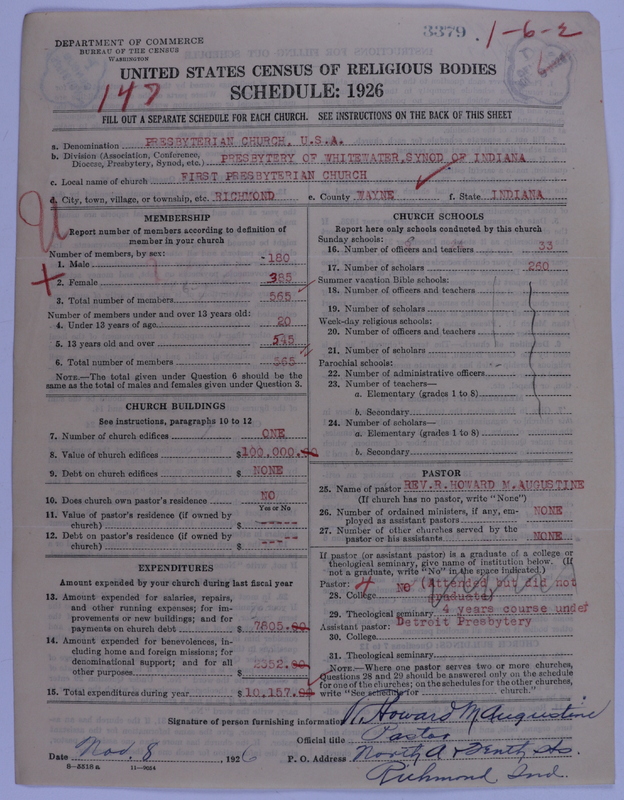 3379
1-6-2
DEPARTMENT OF COMMERCE
BUREAU OF THE CENSUS
WASHINGTON
147
UNITED STATES CENSUS OF RELIGIOUS BODIES
SCHEDULE: 1926
FILL OUT A SEPARATE SCHEDULE FOR EACH CHURCH. SEE INSTRUCTIONS ON THE BACK OF THIS SHEET
a. Denomination PRESBYTERIAN CHURCH, U.S.A.
b. Division (Association, Conference, Diocese, Presbytery, Synod, etc.) PRESBYTERY OF WHITEWATER, SYNOD OF INDIANA
c. Local name of church FIRST PRESBYTERIAN CHURCH
d. City, town, village, or township, etc. RICHMOND e. County WAYNE f. State INDIANA
MEMBERSHIP
Report number of members according to definition of
member in your church
Number of members, by sex:
1. Male 180
2. Female 385
3. Total number of members 565
Number of members under and over 13 years old:
4. Under 13 years of age 20
5. 13 years old and over 545
6. Total number of members 565
NOTE.—The total given under Question 6 should be
same as the total of males and females given under Question 3.
CHURCH BUILDINGS
See instructions, paragraphs 10 to 12
7. Number of church edifices ONE
8. Value of church edifices $100,000.00
9. Debt on church edifices $ NONE
10. Does church own pastor's residence NO
Yes or No
11. Value of pastor's residence (if owned by
church) $ -----
12. Debt on pastor's residence (if owned by
church) $ -----
EXPENDITURES
Amount expended by your church during last fiscal year
13. Amount expended for salaries, repairs,
and other running expenses; for im-
provements or new buildings; and for
payments on church debt $ 7805.00
14. Amount expended for benevolences, in-
cluding home and foreign missions; for
denominational support; and for all
other purposes $ 2352.00
15. Total expenditures during year $ 10,157.00
CHURCH SCHOOLS
Report here only schools conducted by this church
Sunday schools:
16. Number of officers and teachers 33
17. Number of scholars 260
Summer vacation Bible schools:
18. Number of officers and teachers
19. Number of scholars
Week-day religious schools:
20. Number of officers and teachers
21. Number of scholars
Parochial schools:
22. Number of administrative officers
23. Number of teachers—
a. Elementary (grades 1 to 8)
b. Secondary
24. Number of scholars—
a. Elementary (grades 1 to 8)
b. Secondary
PASTOR
25. Name of pastor REV. R. HOWARD M. AUGUSTINE
(If church has no pastor, write "None")
26. Number of ordained ministers, if any, em-
ployed as assistant pastors NONE
27. Number of other churches served by the
pastor or his assistants NONE
If pastor (or assistant pastor) is a graduate of a college or
theological seminary, give name of institution below. (If
not a graduate, write "No" in the space indicated.)
Pastor: No (Attended but did not
28. College graduate)
29. Theological seminary 4 years course under
Assistant pastor: Detroit Presbytery
30. College
31. Theological seminary
NOTE.—Where one pastor serves two or more churches,
Questions 28 and 29 should be answered only on the schedule
for one of the churches; on the schedules for the other churches,
write "See schedule for church."
Signature of person furnishing information R. Howard M Augustine
Official title Pastor
Date Nov. 8 1926 P. O. Address North A & Tenth Sts.
Richmond Ind.
8-5518 a 11-9054